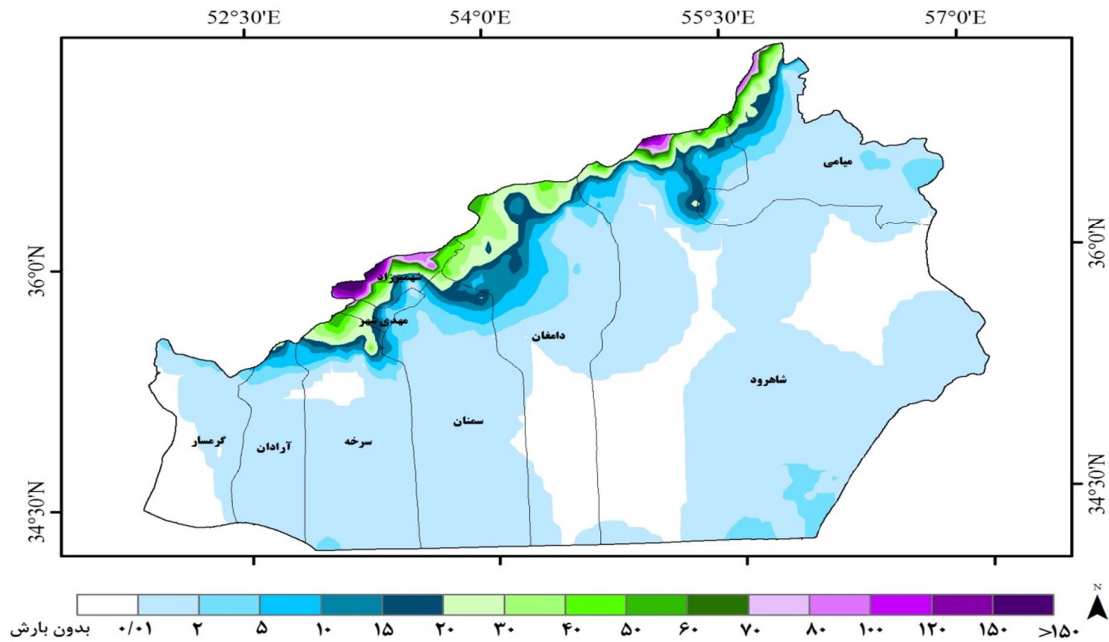 52°30'E 54°0'E 55°30'E 57°0'E
میامی
36°0'N 36°0'N
شهمیرزاد
مهدی شهر
دامغان
شاهرود
سمنان
گرمسار آرادان سرخه
34°30'N 34°30'N
N
بدون بارش ۰/۰۱ ۲ ۵ ۱۰ ۱۵ ۲۰ ۳۰ ۴۰ ۵۰ ۶۰ ۷۰ ۸۰ ۱۰۰ ۱۲۰ ۱۵۰ >۱۵۰